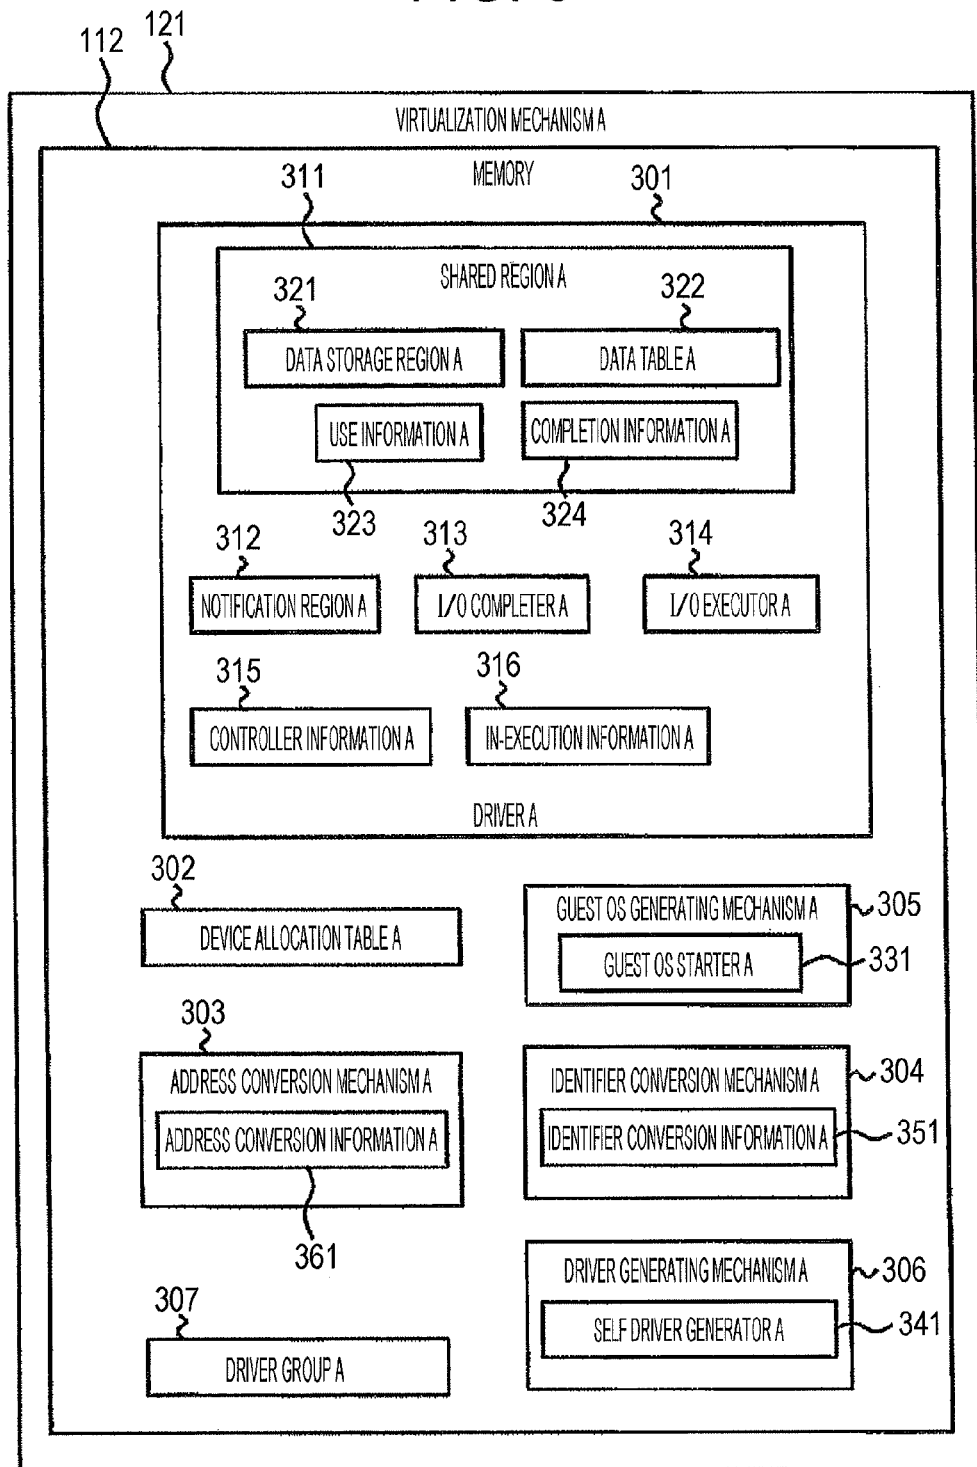 121
112
VIRTUALIZATION MECHANISM A
MEMORY
311
301
SHARED REGION A
321
322
DATA STORAGE REGION A
DATA TABLE A
USE INFORMATION A
COMPLETION INFORMATION A
323
324
312
313
314
NOTIFICATION REGION A
I/O COMPLETER A
I/O EXECUTOR A
315
316
CONTROLLER INFORMATION A
IN-EXECUTION INFORMATION A
DRIVER A
302
DEVICE ALLOCATION TABLE A
GUEST OS GENERATING MECHANISM A
305
GUEST OS STARTER A
331
303
ADDRESS CONVERSION MECHANISM A
ADDRESS CONVERSION INFORMATION A
361
IDENTIFIER CONVERSION MECHANISM A
304
IDENTIFIER CONVERSION INFORMATION A
351
DRIVER GENERATING MECHANISM A
306
SELF DRIVER GENERATOR A
341
307
DRIVER GROUP A